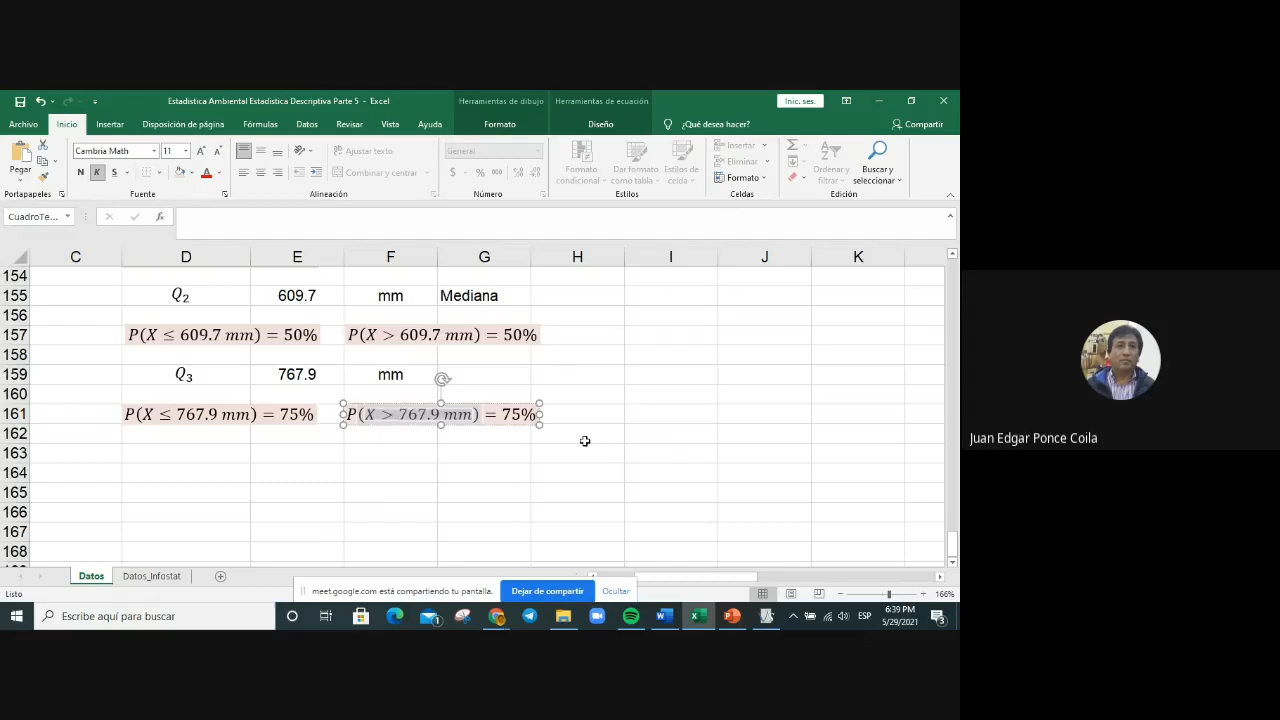 Estadistica Ambiental Estadistica Descriptiva Parte 5 - Excel
Herramientas de dibujo
Herramientas de ecuación
Inic. ses.
Archivo Inicio Insertar Disposición de página Fórmulas Datos Revisar Vista Ayuda Formato Diseño ¿Qué desea hacer? Compartir
Pegar
Cambria Math 11
N K S
Ajustar texto
Combinar y centrar
General
$ % 000
Formato condicional
Dar formato como tabla
Estilos de celda
Insertar
Eliminar
Formato
Ordenar y filtrar
Buscar y seleccionar
Portapapeles Fuente Alineación Número Estilos Celdas Edición
CuadroTe... fx
C D E F G H I J K
154
155 Q2 609.7 mm Mediana
156
157 P(X ≤ 609.7 mm) = 50% P(X > 609.7 mm) = 50%
158
159 Q3 767.9 mm
160
161 P(X ≤ 767.9 mm) = 75% P(X > 767.9 mm) = 75%
162
163
164
165
166
167
168
Datos Datos_Infostat
Listo
meet.google.com está compartiendo tu pantalla. Dejar de compartir Ocultar
166%
Escribe aquí para buscar
ESP
6:39 PM
5/29/2021
3
Juan Edgar Ponce Coila